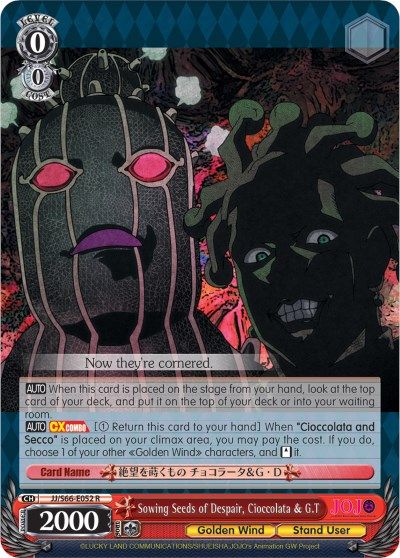 LEVEL
0
0
COST
Now they're cornered.
AUTO When this card is placed on the stage from your hand, look at the top
card of your deck, and put it on the top of your deck or into your waiting
room.
AUTO CX COMBO [① Return this card to your hand] When "Cioccolata and
Secco" is placed on your climax area, you may pay the cost. If you do,
choose 1 of your other «Golden Wind» characters, and it.
Card Name 絶望を蒔くもの チョコラータ&G・D
CH JJ/S66-E052 R
Sowing Seeds of Despair, Cioccolata & G.T JOJO
POWER 2000 SOUL
Golden Wind Stand User
©LUCKY LAND COMMUNICATIONS/SHUEISHA,JOJO's Animation GW Project